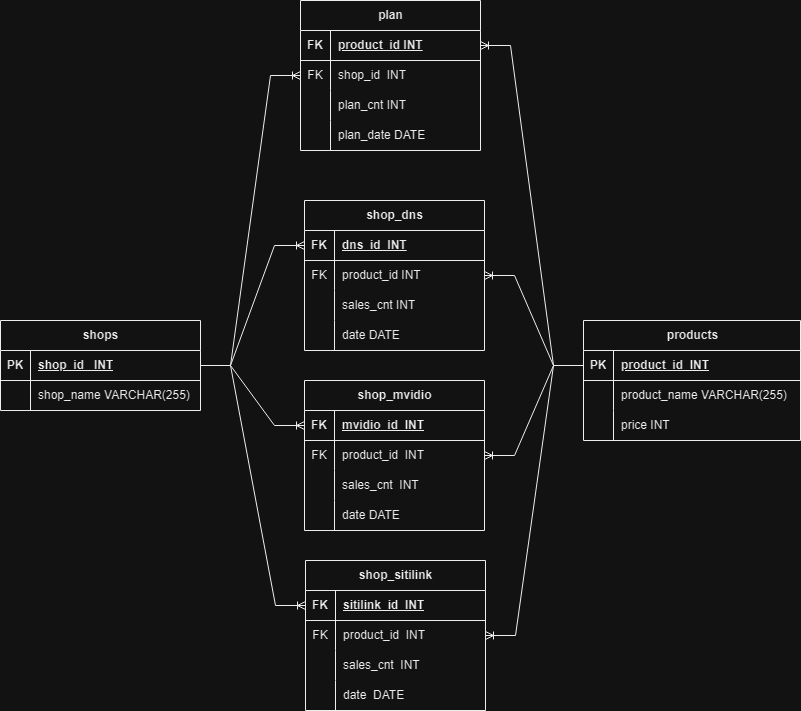 plan
FK product_id INT
FK shop_id INT
plan_cnt INT
plan_date DATE
shop_dns
FK dns_id INT
FK product_id INT
sales_cnt INT
date DATE
shops
PK shop_id INT
shop_name VARCHAR(255)
products
PK product_id INT
product_name VARCHAR(255)
price INT
shop_mvidio
FK mvidio_id INT
FK product_id INT
sales_cnt INT
date DATE
shop_sitilink
FK sitilink_id INT
FK product_id INT
sales_cnt INT
date DATE